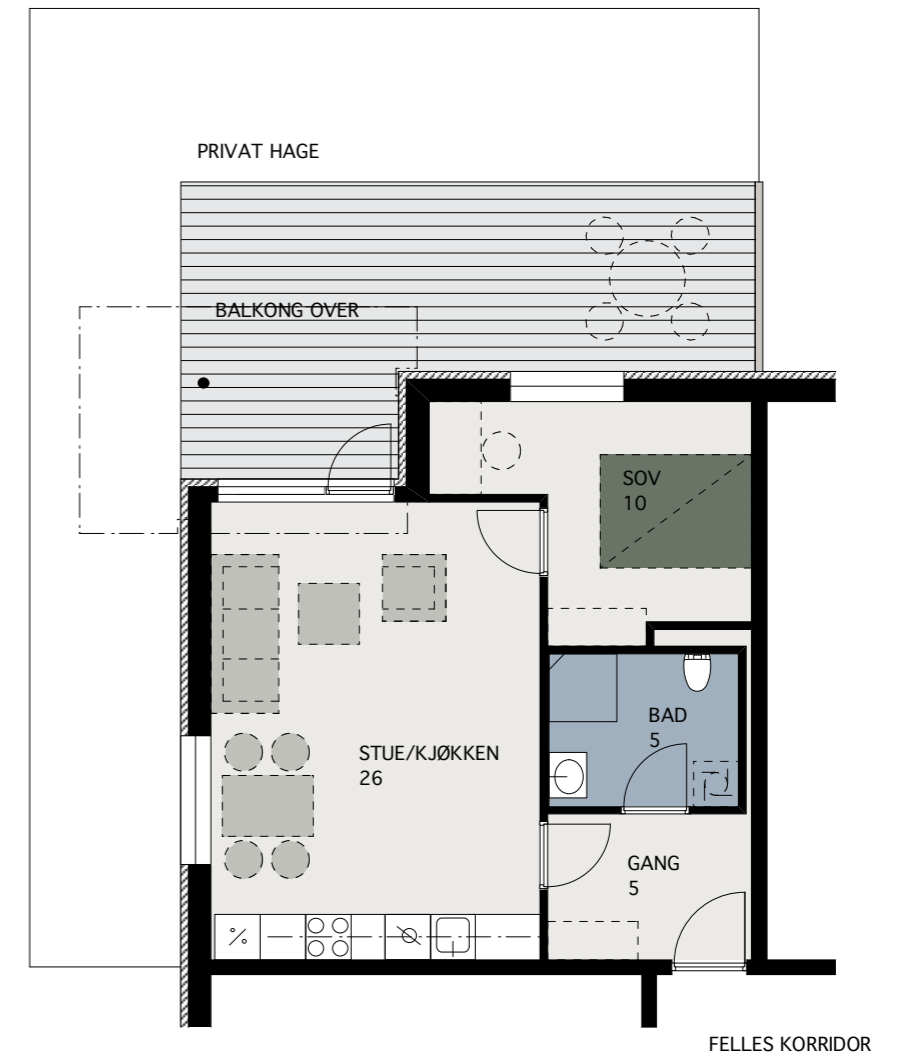 PRIVAT HAGE
BALKONG OVER
SOV
10
BAD
5
STUE/KJØKKEN
26
GANG
5
%
FELLES KORRIDOR